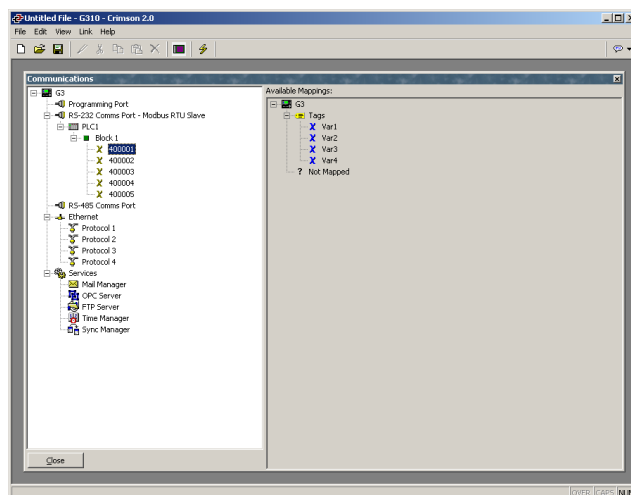 Untitled File - G310 - Crimson 2.0
File Edit View Link Help
Communications
G3
Programming Port
RS-232 Comms Port - Modbus RTU Slave
PLC1
Block 1
400001
400002
400003
400004
400005
RS-485 Comms Port
Ethernet
Protocol 1
Protocol 2
Protocol 3
Protocol 4
Services
Mail Manager
OPC Server
FTP Server
Time Manager
Sync Manager
Close
Available Mappings:
G3
Tags
Var1
Var2
Var3
Var4
? Not Mapped
OVER CAPS NUM